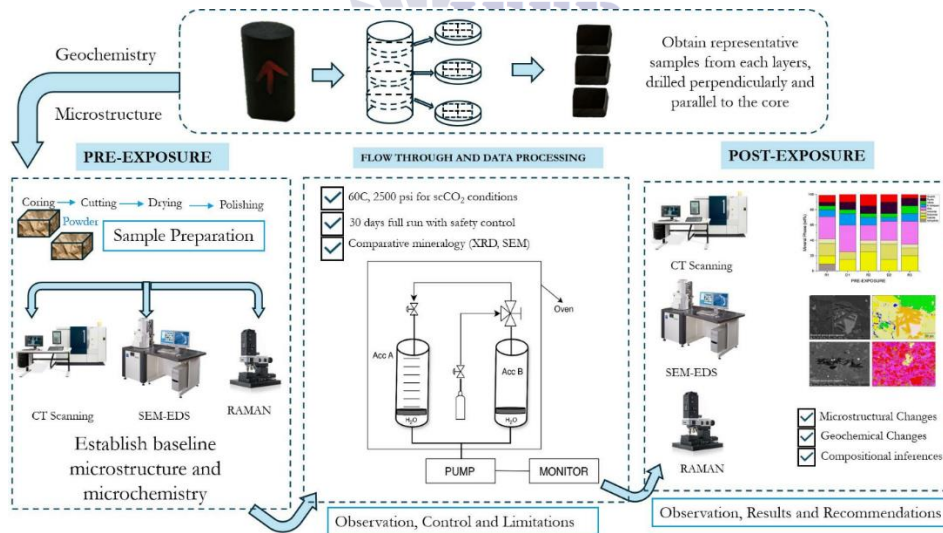 Geochemistry
Microstructure
Obtain representative
samples from each layers,
drilled perpendicularly and
parallel to the core
PRE-EXPOSURE
Coring
Cutting
Drying
Polishing
Powder
Sample Preparation
CT Scanning
SEM-EDS
RAMAN
Establish baseline
microstructure and
microchemistry
FLOW THROUGH AND DATA PROCESSING
60C, 2500 psi for scCO₂ conditions
30 days full run with safety control
Comparative mineralogy (XRD, SEM)
Oven
Acc A
Acc B
H₂O
H₂O
PUMP
MONITOR
Observation, Control and Limitations
POST-EXPOSURE
CT Scanning
SEM-EDS
RAMAN
PRE-EXPOSURE
Microstructural Changes
Geochemical Changes
Compositional inferences
Observation, Results and Recommendations